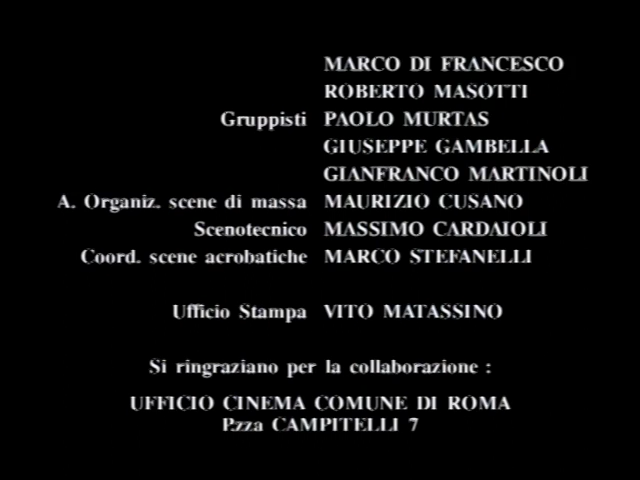 MARCO DI FRANCESCO
ROBERTO MASOTTI
Gruppisti PAOLO MURTAS
GIUSEPPE GAMBELLA
GIANFRANCO MARTINOLI
A. Organiz. scene di massa MAURIZIO CUSANO
Scenotecnico MASSIMO CARDAIOLI
Coord. scene acrobatiche MARCO STEFANELLI
Ufficio Stampa VITO MATASSINO
Si ringraziano per la collaborazione :
UFFICIO CINEMA COMUNE DI ROMA
P.zza CAMPITELLI 7